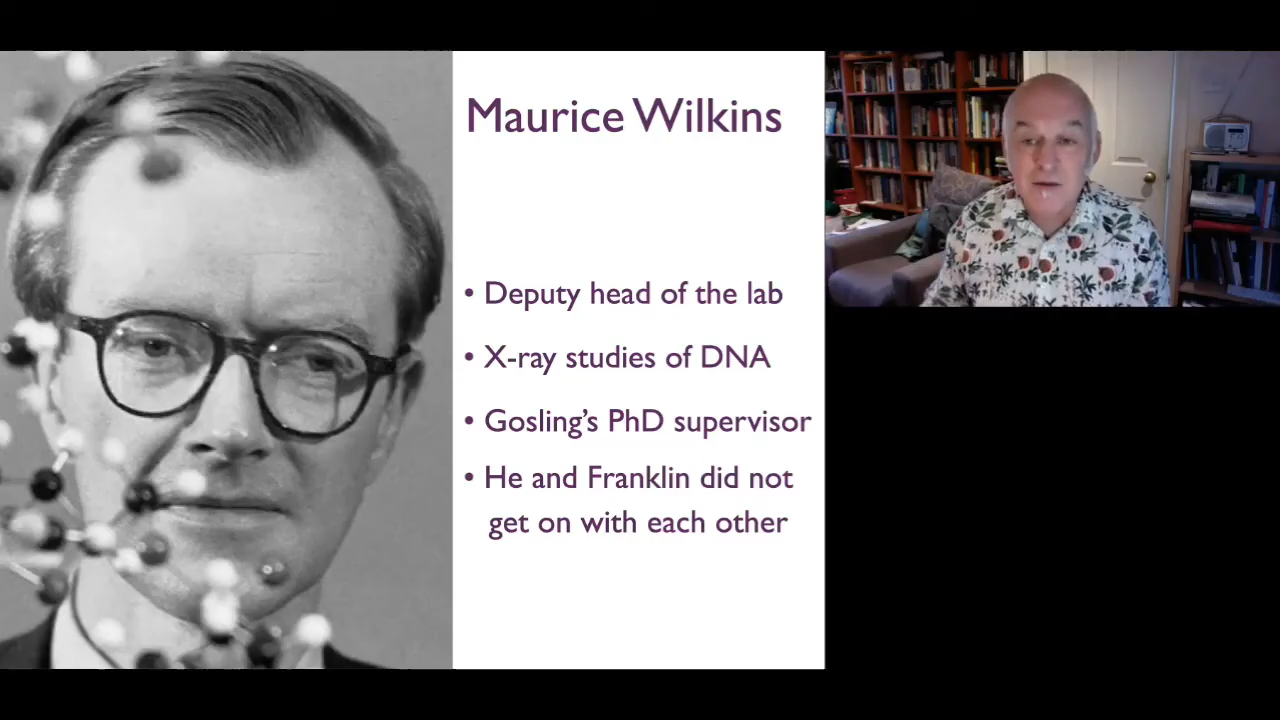 Maurice Wilkins
• Deputy head of the lab
• X-ray studies of DNA
• Gosling's PhD supervisor
• He and Franklin did not
get on with each other